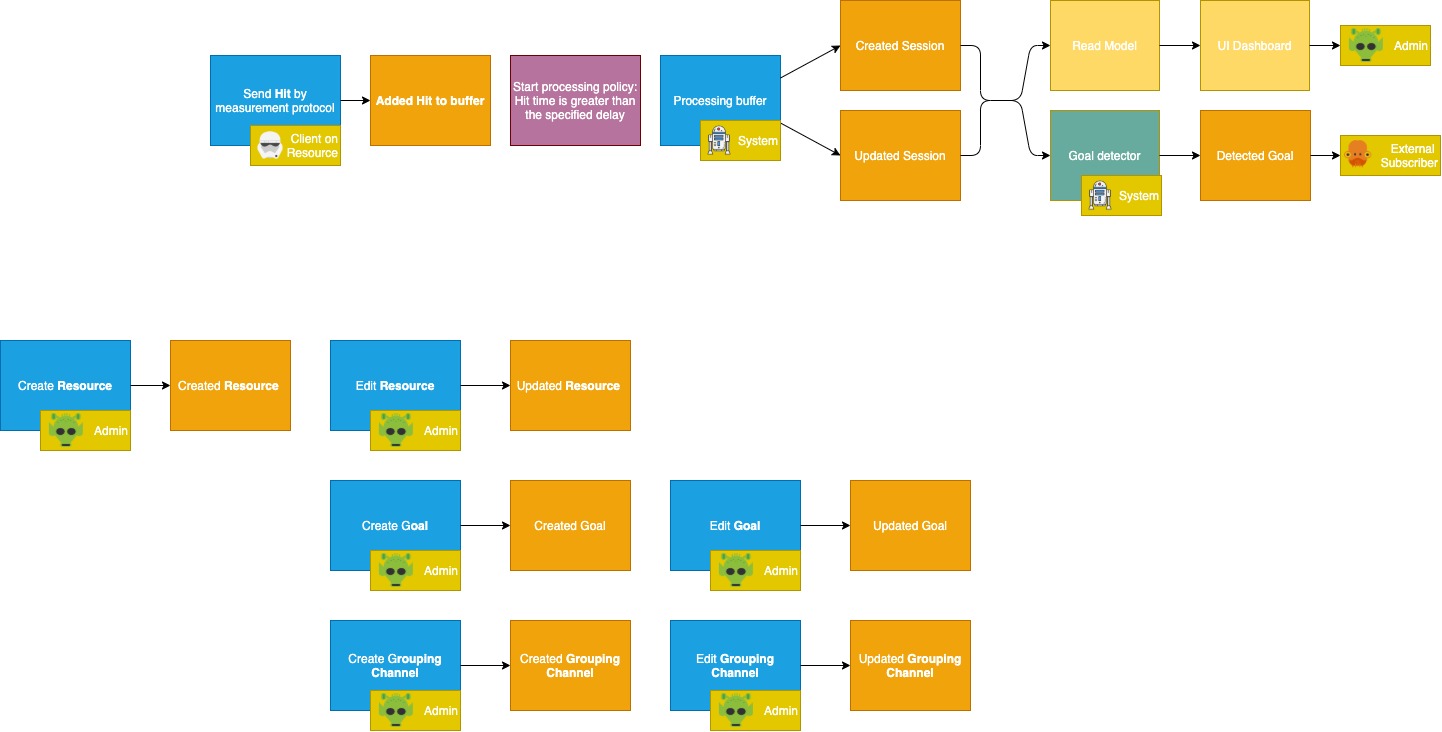 Send Hit by
measurement protocol
Client on
Resource
Added Hit to buffer
Start processing policy:
Hit time is greater than
the specified delay
Processing buffer
System
Created Session
Updated Session
Read Model
UI Dashboard
Admin
Goal detector
System
Detected Goal
External
Subscriber
Create Resource
Admin
Created Resource
Edit Resource
Admin
Updated Resource
Create Goal
Admin
Created Goal
Edit Goal
Admin
Updated Goal
Create Grouping
Channel
Admin
Created Grouping
Channel
Edit Grouping
Channel
Admin
Updated Grouping
Channel